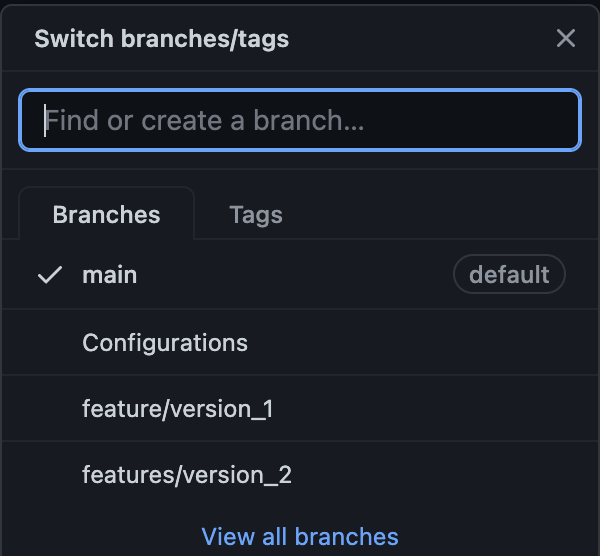 Switch branches/tags
Find or create a branch...
Branches Tags
main default
Configurations
feature/version_1
features/version_2
View all branches